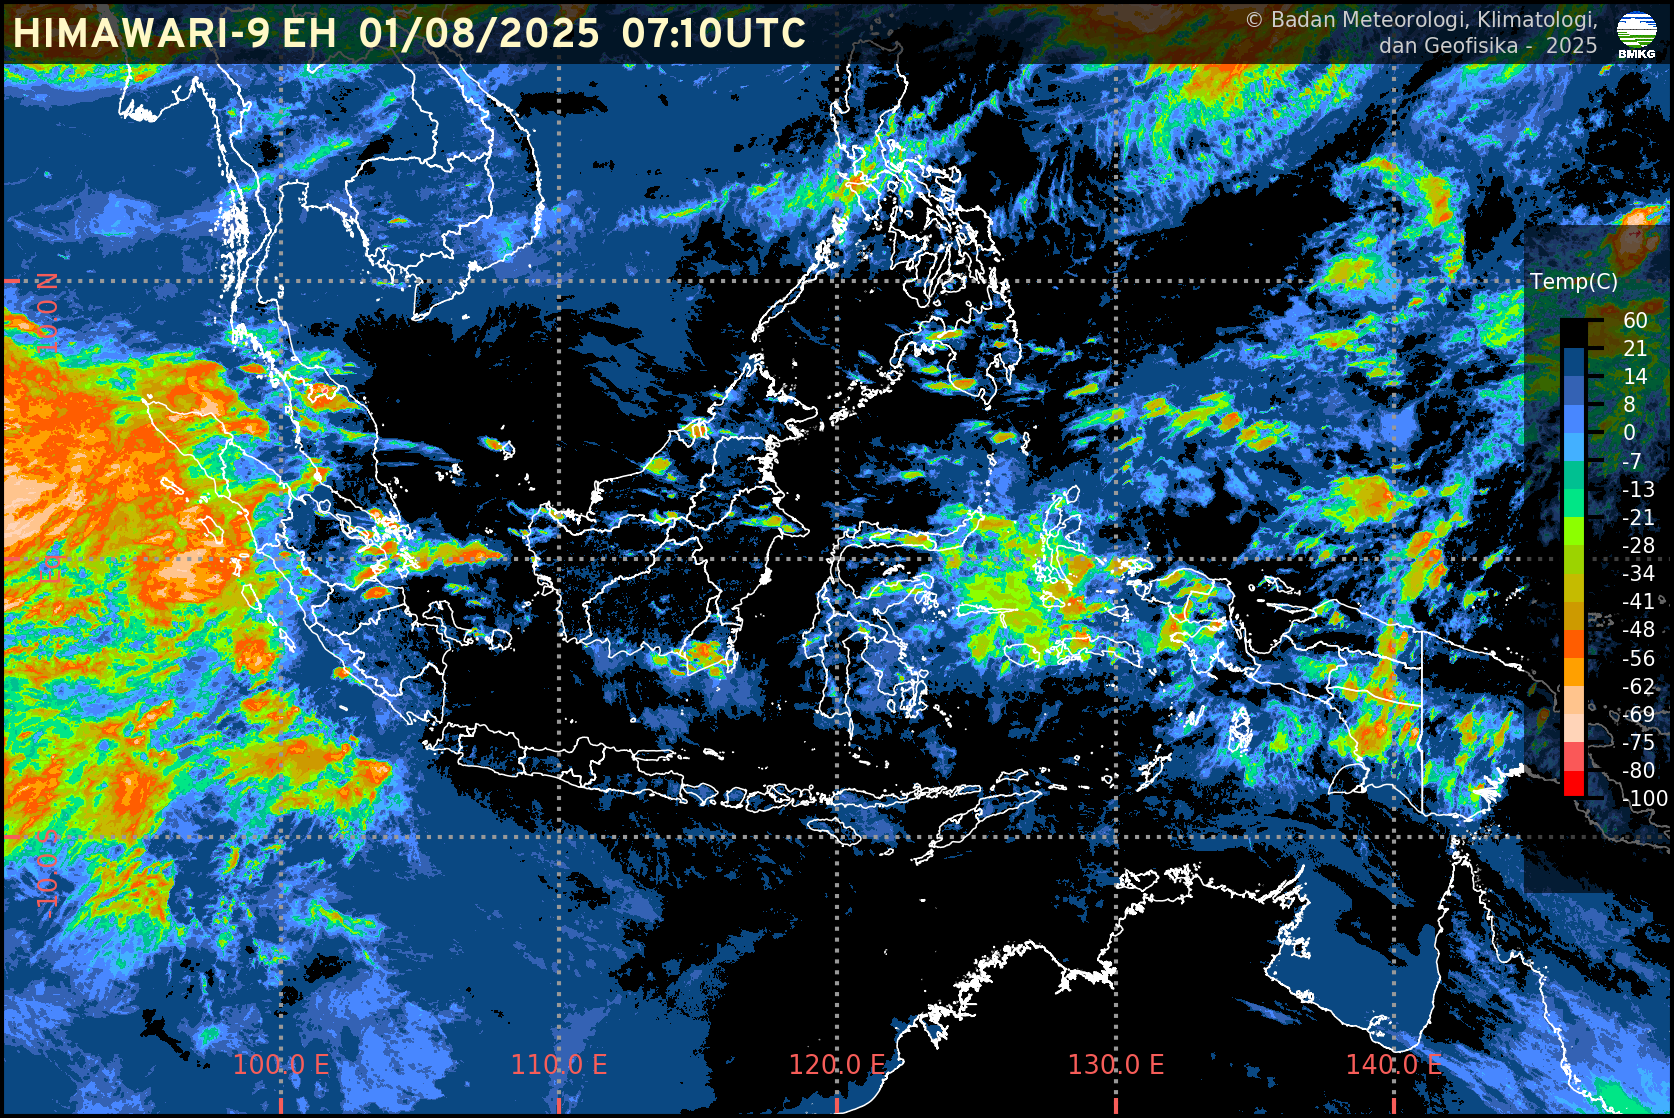 HIMAWARI-9 EH 01/08/2025 07:10UTC
© Badan Meteorologi, Klimatologi,
dan Geofisika - 2025
BMKG
10.0 N
Eq
-10.0 S
Temp(C)
60
21
14
8
0
-7
-13
-21
-28
-34
-41
-48
-56
-62
-69
-75
-80
-100
100.0 E
110.0 E
120.0 E
130.0 E
140.0 E